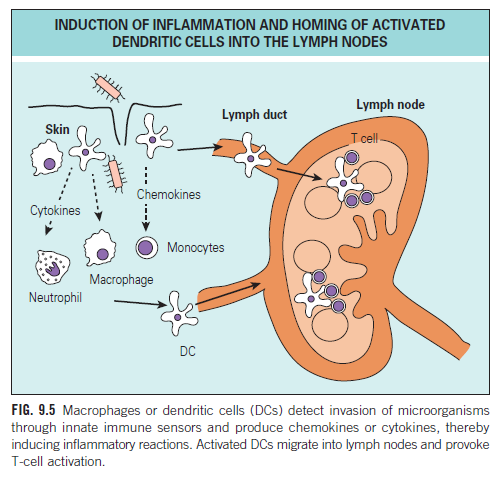 INDUCTION OF INFLAMMATION AND HOMING OF ACTIVATED
DENDRITIC CELLS INTO THE LYMPH NODES
Skin
Lymph duct
Lymph node
T cell
Chemokines
Cytokines
Monocytes
Macrophage
Neutrophil
DC
FIG. 9.5 Macrophages or dendritic cells (DCs) detect invasion of microorganisms
through innate immune sensors and produce chemokines or cytokines, thereby
inducing inflammatory reactions. Activated DCs migrate into lymph nodes and provoke
T-cell activation.